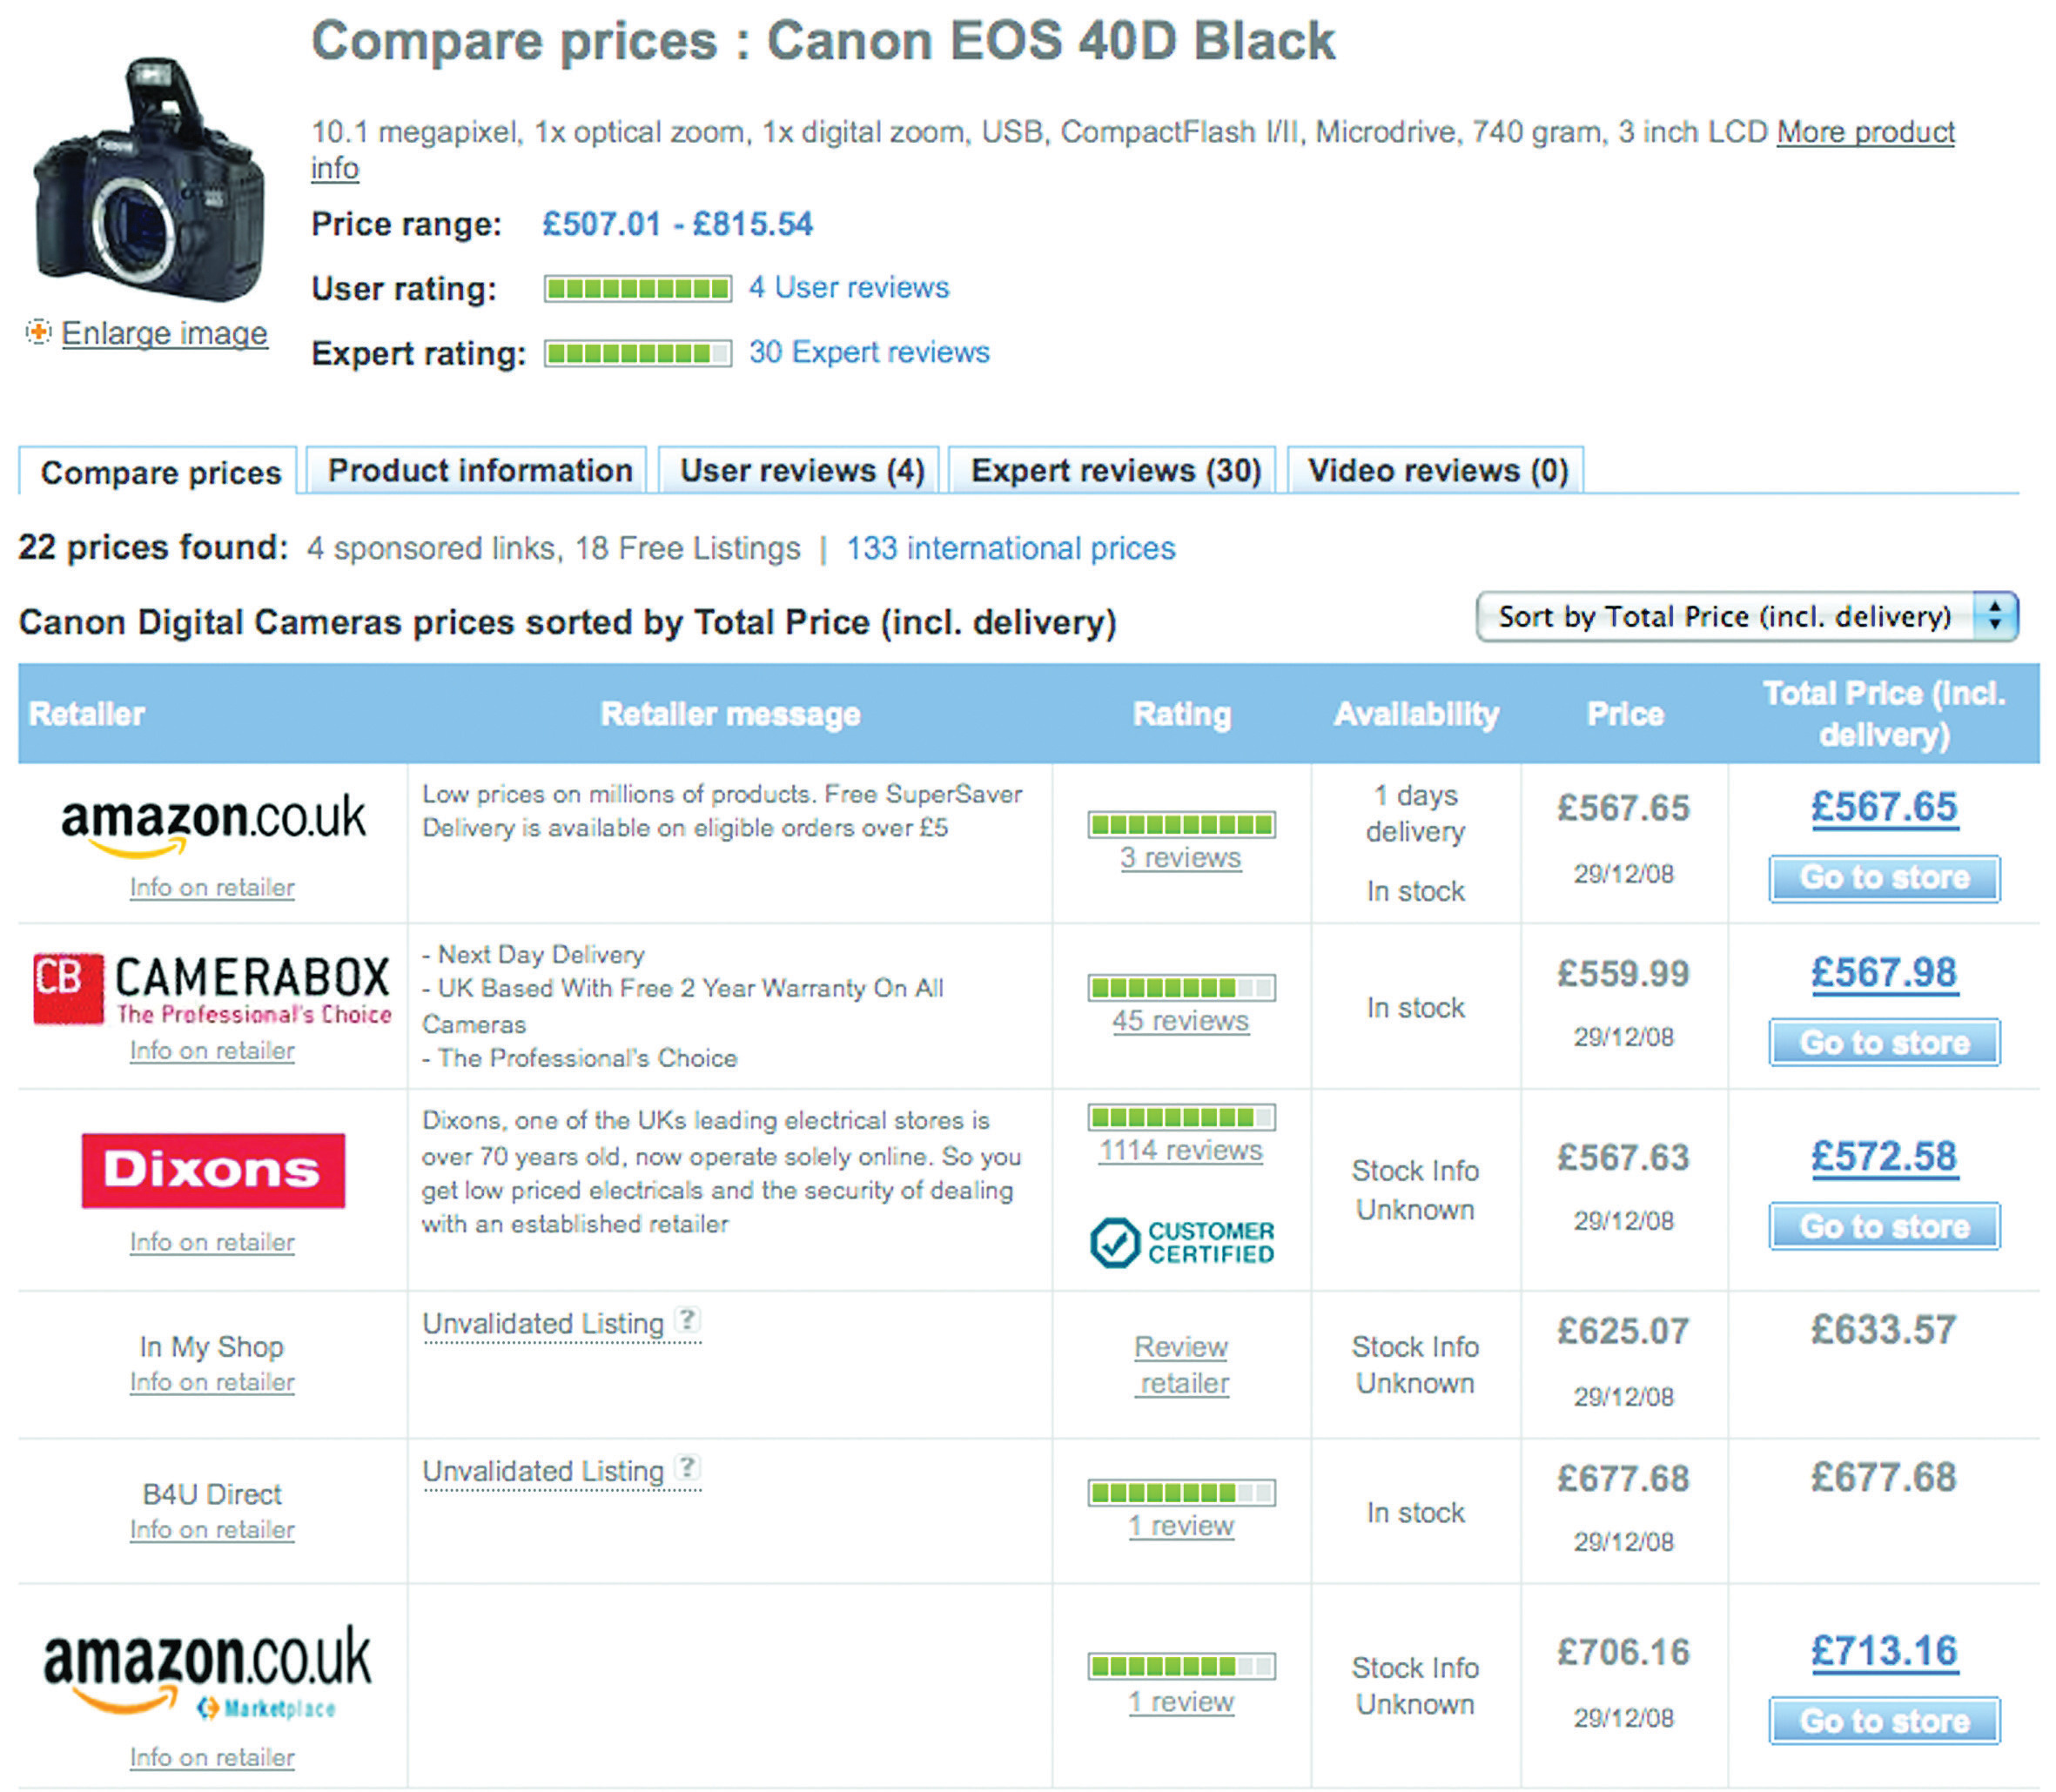 Compare prices : Canon EOS 40D Black
10.1 megapixel, 1x optical zoom, 1x digital zoom, USB, CompactFlash I/II, Microdrive, 740 gram, 3 inch LCD More product
info
Price range: £507.01 - £815.54
User rating: 4 User reviews
Enlarge image
Expert rating: 30 Expert reviews
Compare prices Product information User reviews (4) Expert reviews (30) Video reviews (0)
22 prices found: 4 sponsored links, 18 Free Listings | 133 international prices
Canon Digital Cameras prices sorted by Total Price (incl. delivery)
Sort by Total Price (incl. delivery)
Retailer Retailer message Rating Availability Price Total Price (incl.
delivery)
amazon.co.uk
Info on retailer
Low prices on millions of products. Free SuperSaver
Delivery is available on eligible orders over £5
3 reviews
1 days
delivery
In stock
£567.65
29/12/08
£567.65
Go to store
CB CAMERABOX
The Professional's Choice
Info on retailer
- Next Day Delivery
- UK Based With Free 2 Year Warranty On All
Cameras
- The Professional's Choice
45 reviews
In stock
£559.99
29/12/08
£567.98
Go to store
Dixons
Info on retailer
Dixons, one of the UKs leading electrical stores is
over 70 years old, now operate solely online. So you
get low priced electricals and the security of dealing
with an established retailer
1114 reviews
CUSTOMER
CERTIFIED
Stock Info
Unknown
£567.63
29/12/08
£572.58
Go to store
In My Shop
Info on retailer
Unvalidated Listing ?
Review
retailer
Stock Info
Unknown
£625.07
29/12/08
£633.57
B4U Direct
Info on retailer
Unvalidated Listing ?
1 review
In stock
£677.68
29/12/08
£677.68
amazon.co.uk
Marketplace
Info on retailer
1 review
Stock Info
Unknown
£706.16
29/12/08
£713.16
Go to store